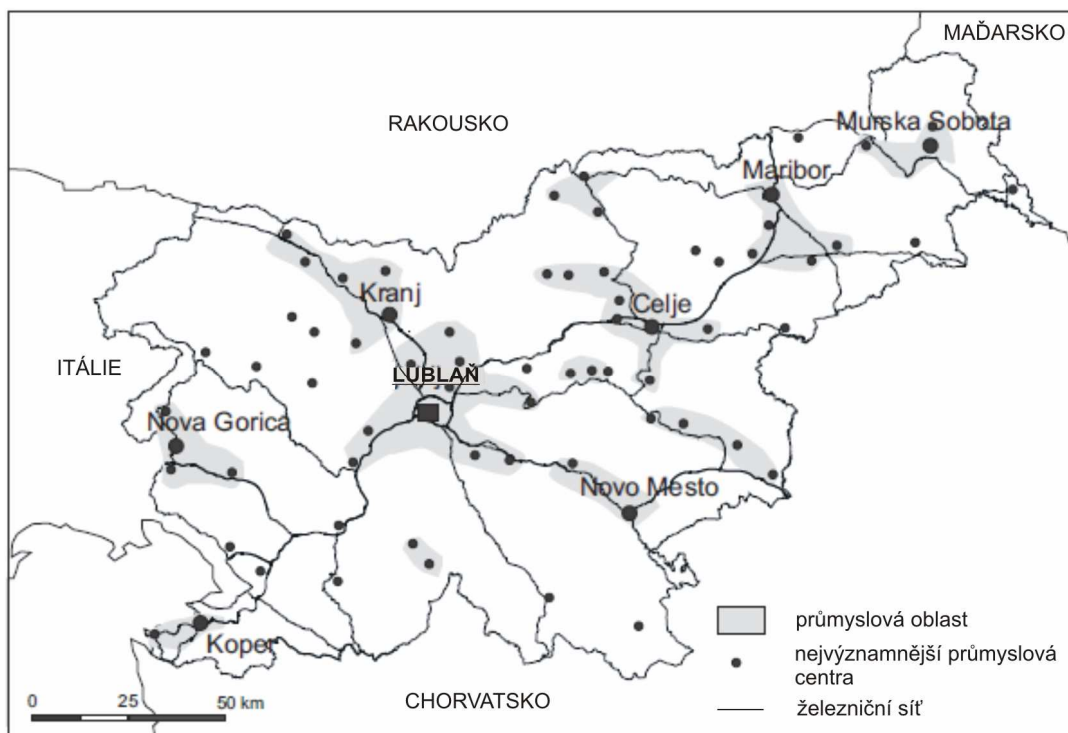 MAĎARSKO
RAKOUSKO
Murska Sobota
Maribor
Kranj
Celje
ITÁLIE
LUBLAŇ
Nova Gorica
Novo Mesto
Koper
CHORVATSKO
průmyslová oblast
nejvýznamnější průmyslová
centra
železniční síť
0 25 50 km